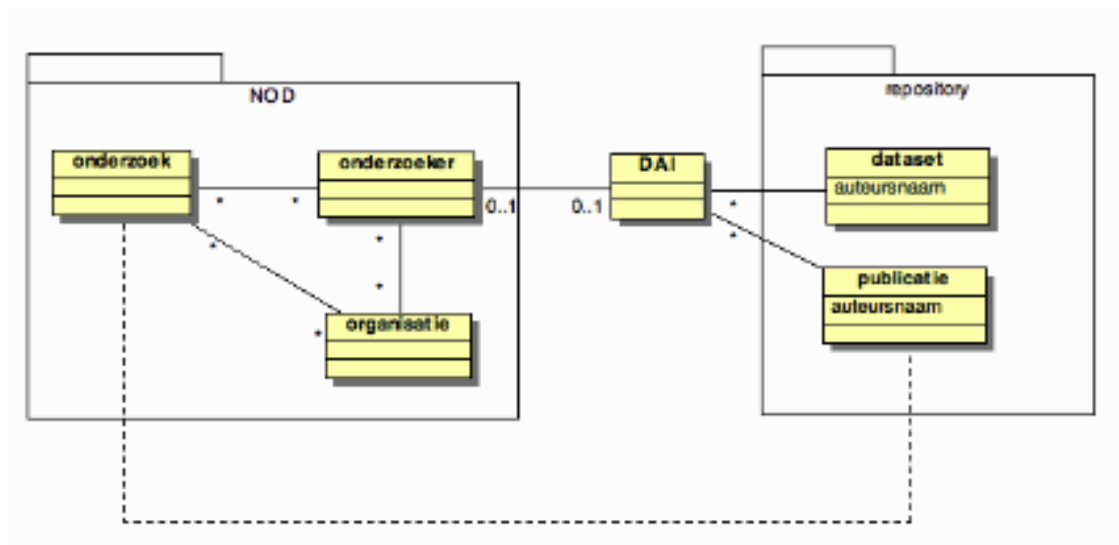 NOD
repository
onderzoek
onderzoeker
DAI
dataset
auteursnaam
* *
0..1 0..1
*
*
*
*
*
*
publicatie
auteursnaam
organisatie